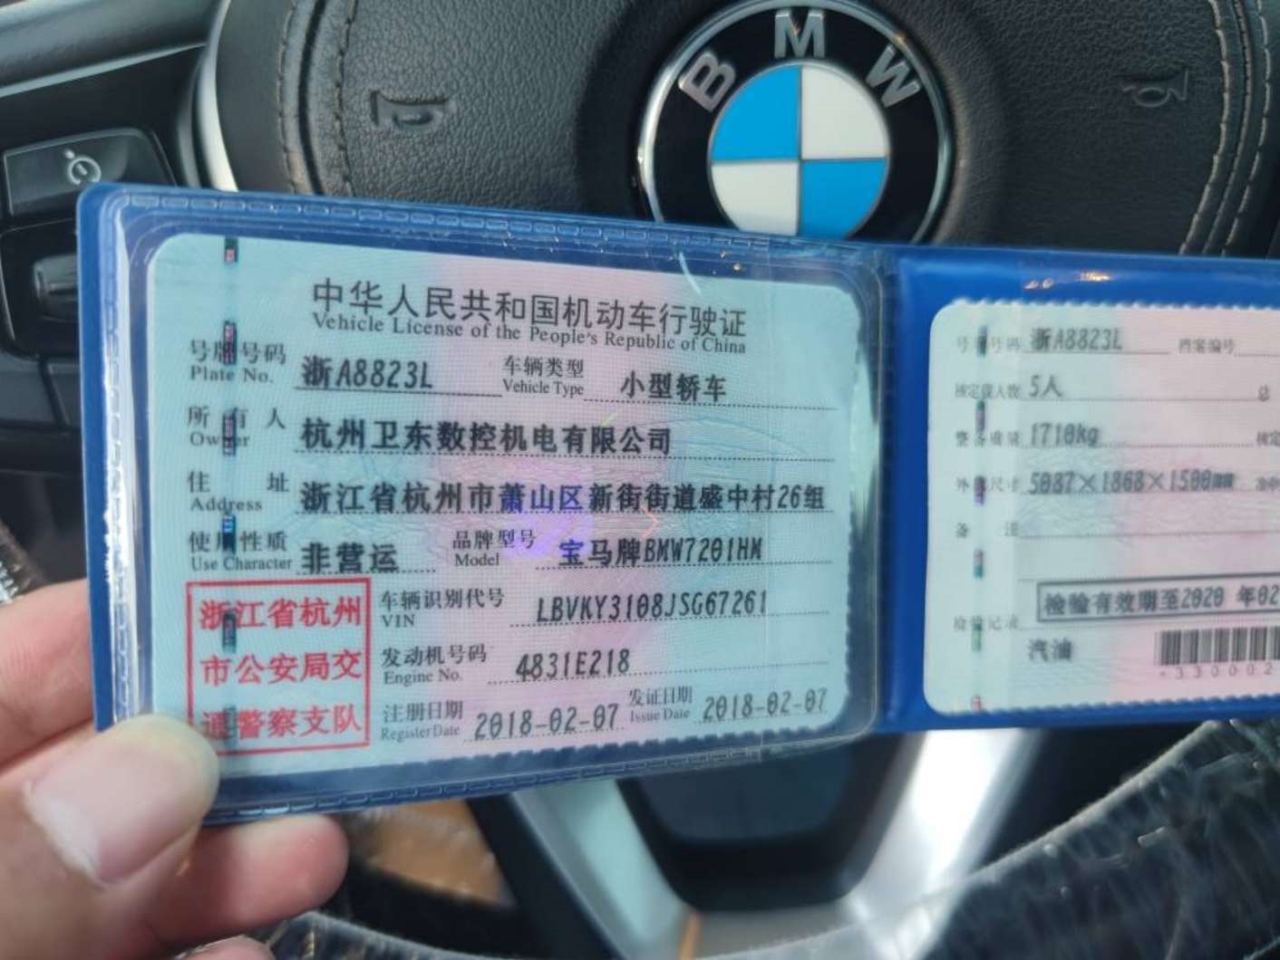 BMW
中华人民共和国机动车行驶证
Vehicle License of the People's Republic of China
号牌号码 浙A8823L 车辆类型 小型轿车
Plate No. Vehicle Type
所有人 杭州卫东数控机电有限公司
Owner
住址 浙江省杭州市萧山区新街街道盛中村26组
Address
使用性质 非营运 品牌型号 宝马牌BMW7201HM
Use Character Model
浙江省杭州市公安局交通警察支队
车辆识别代号 LBVKY3108JSG67261
VIN
发动机号码 4831E218
Engine No.
注册日期 2018-02-07 发证日期 2018-02-07
Register Date Issue Date
号牌号码 浙A8823L 档案编号
核定载人数 5人 总
整备质量 1710kg 核定
外廓尺寸 5087×1868×1500mm 准牵
备注
检验有效期至2020年02
检验记录
汽油
*330002